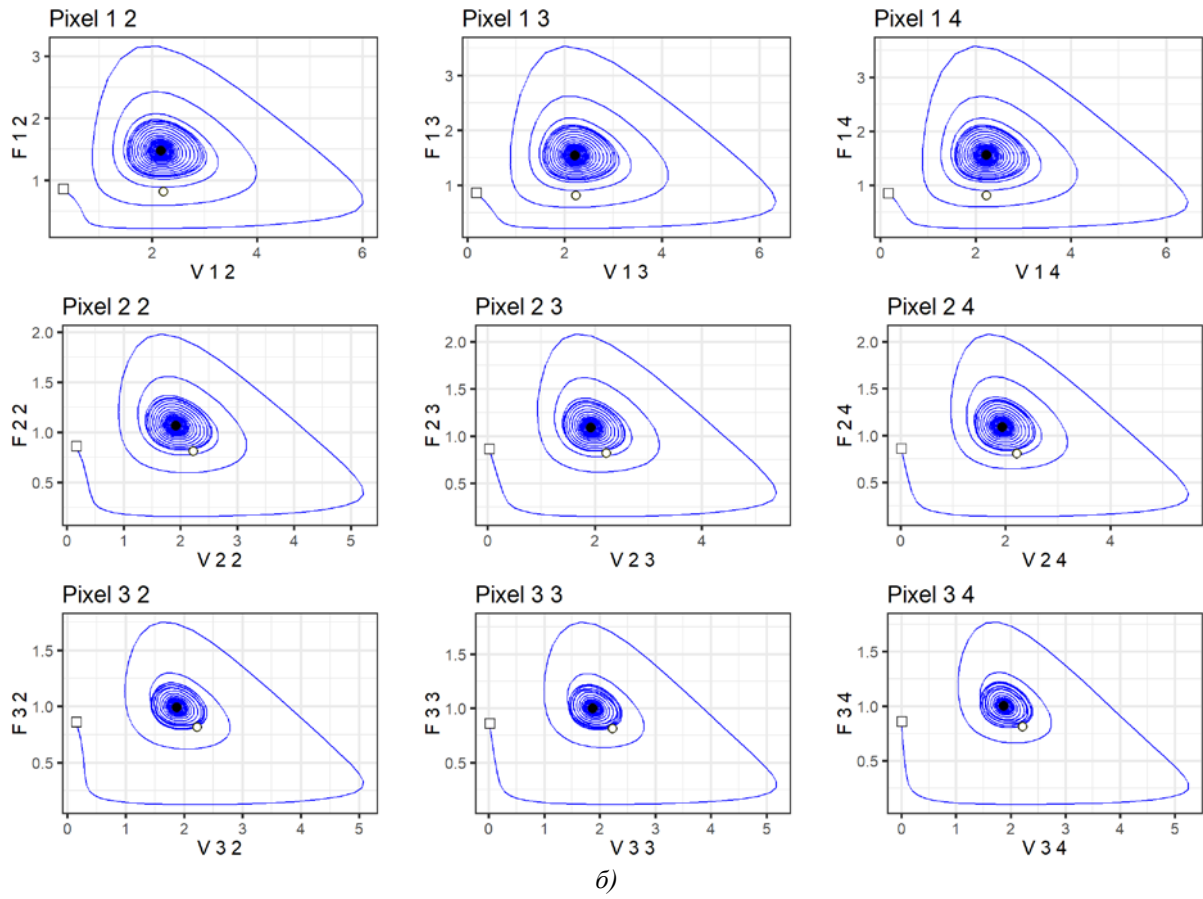 Pixel 1 2
3
2
1
F 1 2
2
4
6
V 1 2
Pixel 1 3
3
2
1
F 1 3
0
2
4
6
V 1 3
Pixel 1 4
3
2
1
F 1 4
0
2
4
6
V 1 4
Pixel 2 2
2.0
1.5
1.0
0.5
F 2 2
0
1
2
3
4
5
V 2 2
Pixel 2 3
2.0
1.5
1.0
0.5
F 2 3
0
2
4
V 2 3
Pixel 2 4
2.0
1.5
1.0
0.5
F 2 4
0
2
4
V 2 4
Pixel 3 2
1.5
1.0
0.5
F 3 2
0
1
2
3
4
5
V 3 2
Pixel 3 3
1.5
1.0
0.5
F 3 3
0
1
2
3
4
5
V 3 3
Pixel 3 4
1.5
1.0
0.5
F 3 4
0
1
2
3
4
5
V 3 4
б)